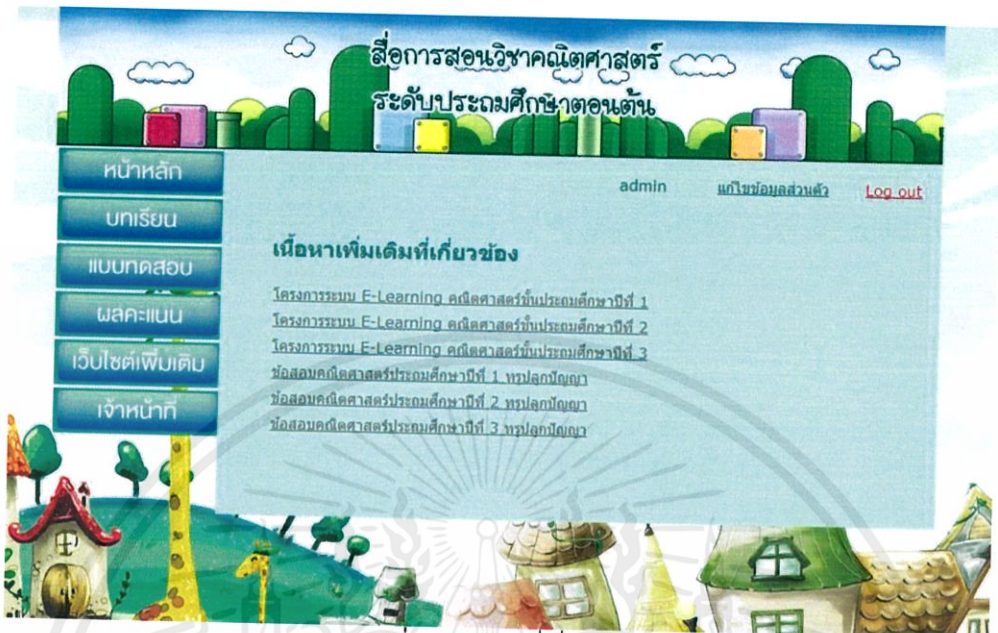 สื่อการสอนวิชาคณิตศาสตร์
ระดับประถมศึกษาตอนต้น
หน้าหลัก
บทเรียน
แบบทดสอบ
ผลคะแนน
เว็บไซต์เพิ่มเติม
เจ้าหน้าที่
admin แก้ไขข้อมูลส่วนตัว Log out
เนื้อหาเพิ่มเติมที่เกี่ยวข้อง
โครงการระบบ E-Learning คณิตศาสตร์ชั้นประถมศึกษาปีที่ 1
โครงการระบบ E-Learning คณิตศาสตร์ชั้นประถมศึกษาปีที่ 2
โครงการระบบ E-Learning คณิตศาสตร์ชั้นประถมศึกษาปีที่ 3
ข้อสอบคณิตศาสตร์ประถมศึกษาปีที่ 1 ทรูปลูกปัญญา
ข้อสอบคณิตศาสตร์ประถมศึกษาปีที่ 2 ทรูปลูกปัญญา
ข้อสอบคณิตศาสตร์ประถมศึกษาปีที่ 3 ทรูปลูกปัญญา